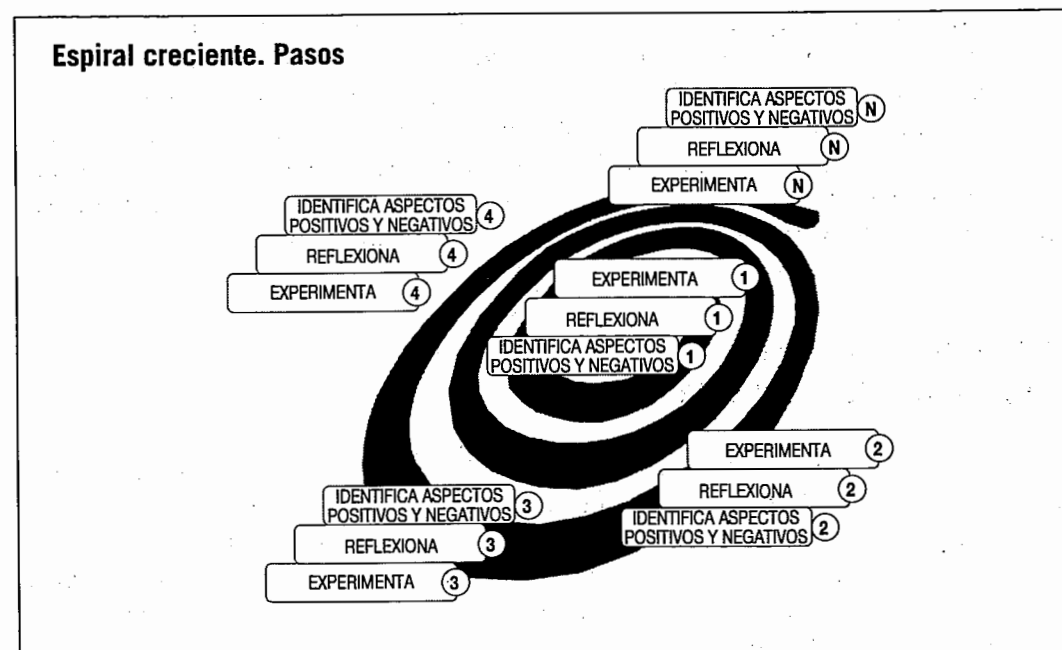 Espiral creciente. Pasos
IDENTIFICA ASPECTOS
POSITIVOS Y NEGATIVOS N
REFLEXIONA N
EXPERIMENTA N
IDENTIFICA ASPECTOS
POSITIVOS Y NEGATIVOS 4
REFLEXIONA 4
EXPERIMENTA 4
EXPERIMENTA 1
REFLEXIONA 1
IDENTIFICA ASPECTOS
POSITIVOS Y NEGATIVOS 1
EXPERIMENTA 2
REFLEXIONA 2
IDENTIFICA ASPECTOS
POSITIVOS Y NEGATIVOS 2
IDENTIFICA ASPECTOS
POSITIVOS Y NEGATIVOS 3
REFLEXIONA 3
EXPERIMENTA 3